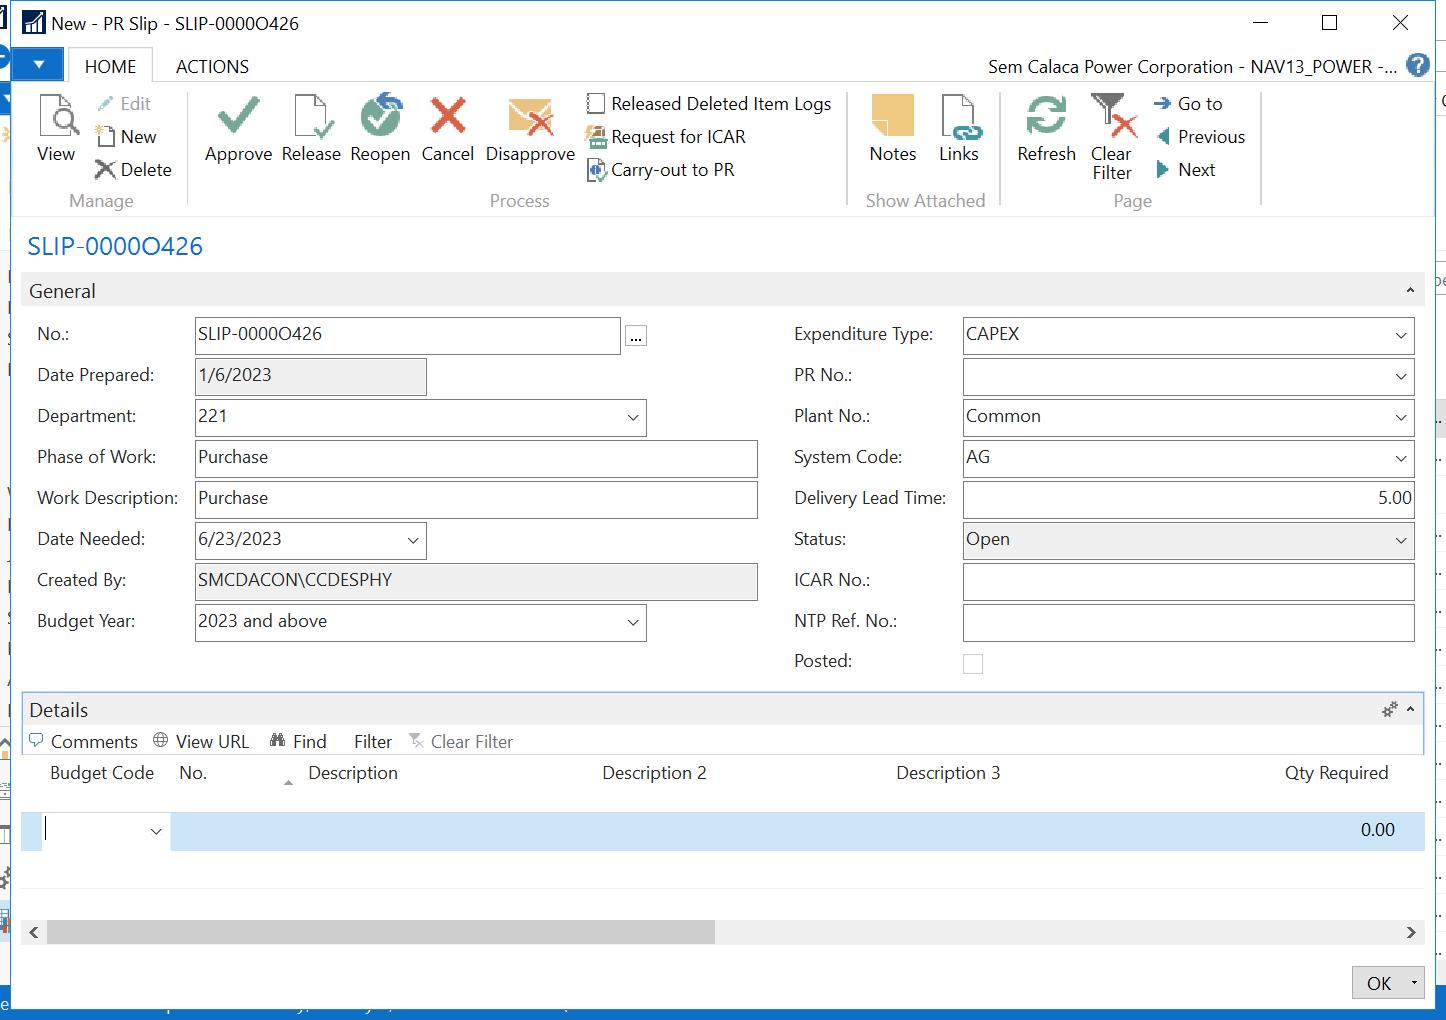 New - PR Slip - SLIP-0000O426
HOME ACTIONS Sem Calaca Power Corporation - NAV13_POWER -...
View
Edit
New
Delete
Manage
Approve
Release
Reopen
Cancel
Disapprove
Released Deleted Item Logs
Request for ICAR
Carry-out to PR
Process
Notes
Links
Show Attached
Refresh
Clear
Filter
Go to
Previous
Next
Page
SLIP-0000O426
General
No.: SLIP-0000O426 ...
Date Prepared: 1/6/2023
Department: 221
Phase of Work: Purchase
Work Description: Purchase
Date Needed: 6/23/2023
Created By: SMCDACON\CCDESPHY
Budget Year: 2023 and above
Expenditure Type: CAPEX
PR No.:
Plant No.: Common
System Code: AG
Delivery Lead Time: 5.00
Status: Open
ICAR No.:
NTP Ref. No.:
Posted:
Details
Comments View URL Find Filter Clear Filter
Budget Code No. Description Description 2 Description 3 Qty Required
0.00
OK